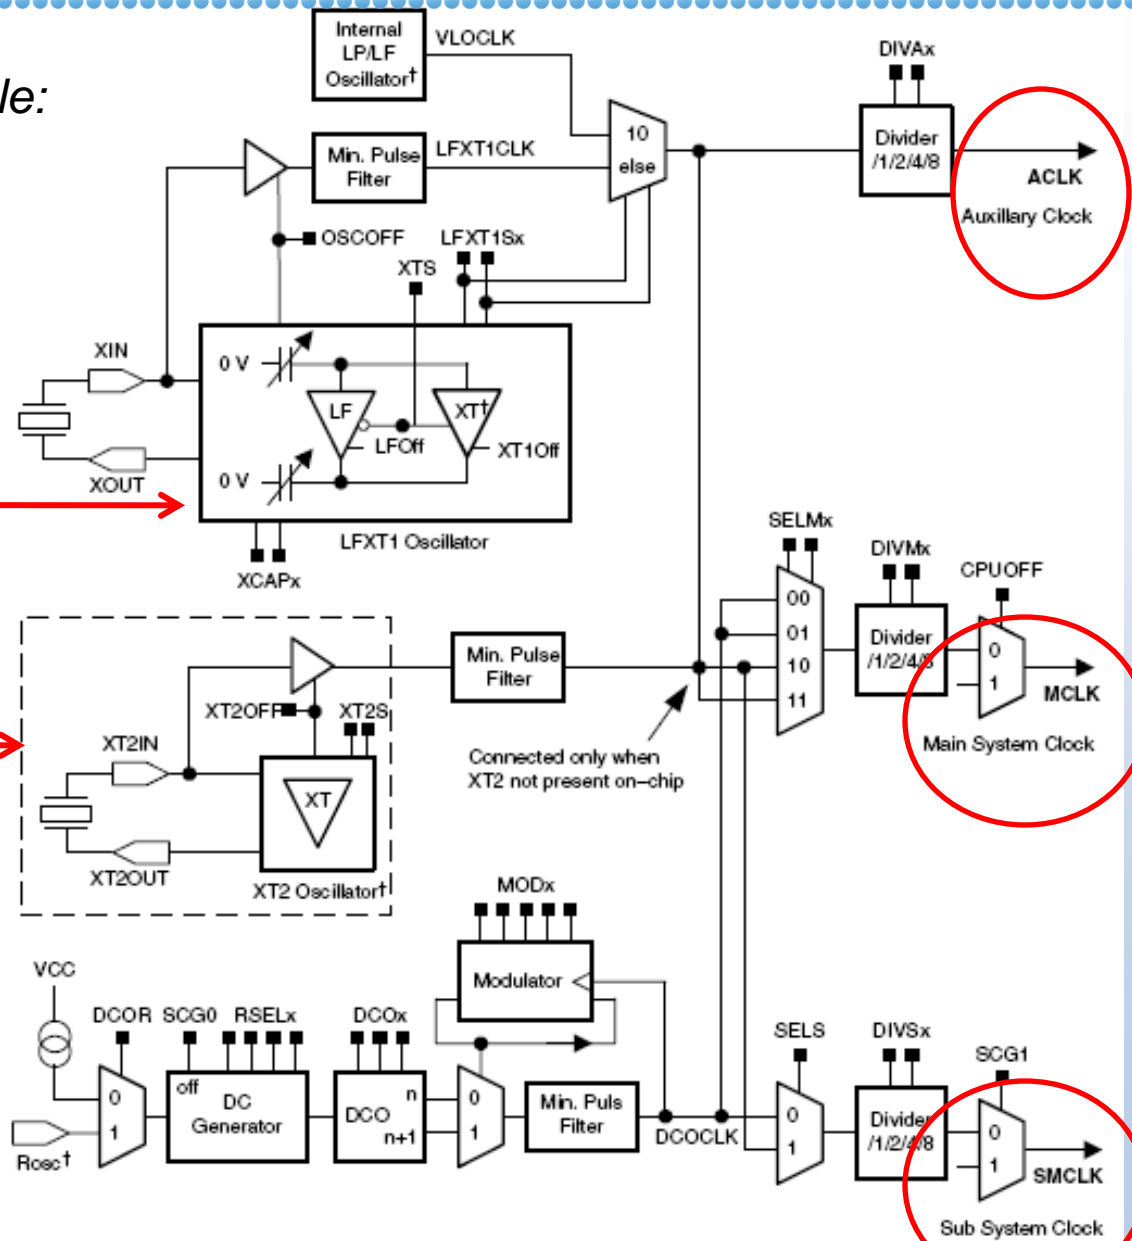 le:
Internal
LP/LF
Oscillator†
VLOCLK
DIVAx
10
else
Divider
/1/2/4/8
ACLK
Auxillary Clock
Min. Pulse
Filter
LFXT1CLK
OSCOFF
LFXT1Sx
XTS
XIN
0 V
LF
XT†
LFOff
XT1Off
0 V
XOUT
LFXT1 Oscillator
XCAPx
SELMx
DIVMx
CPUOFF
00
01
10
11
Divider
/1/2/4/8
0
1
MCLK
Main System Clock
Min. Pulse
Filter
XT2OFF
XT2S
XT2IN
XT
Connected only when
XT2 not present on-chip
XT2OUT
XT2 Oscillator†
MODx
Modulator
VCC
DCOR
SCG0
RSELx
DCOx
SELS
DIVSx
SCG1
0
1
off
DC
Generator
DCO
n
n+1
0
1
Min. Puls
Filter
DCOCLK
0
1
Divider
/1/2/4/8
0
1
SMCLK
Rosc†
Sub System Clock